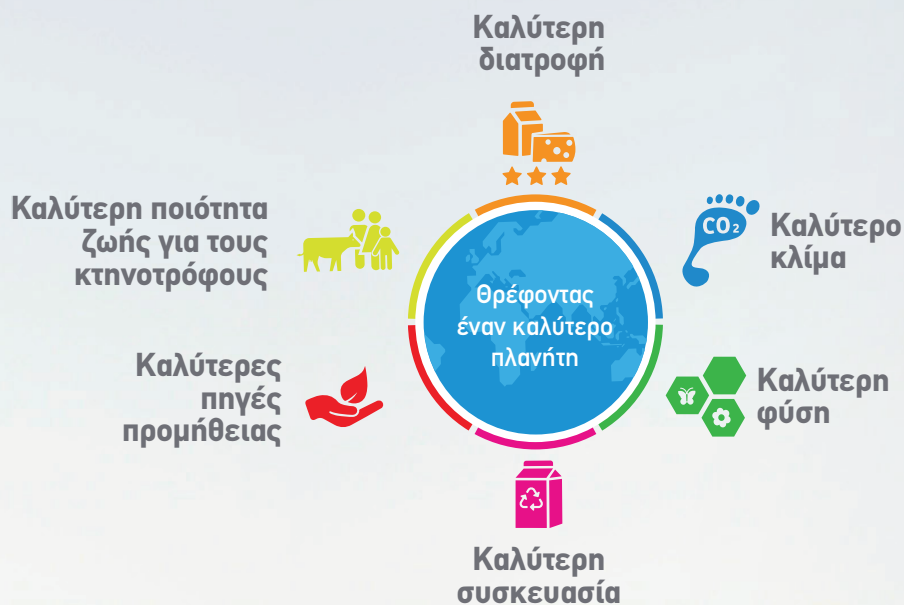 Καλύτερη
διατροφή
Καλύτερη ποιότητα
ζωής για τους
κτηνοτρόφους
CO₂
Καλύτερο
κλίμα
Θρέφοντας
έναν καλύτερο
πλανήτη
Καλύτερες
πηγές
προμήθειας
Καλύτερη
φύση
Καλύτερη
συσκευασία